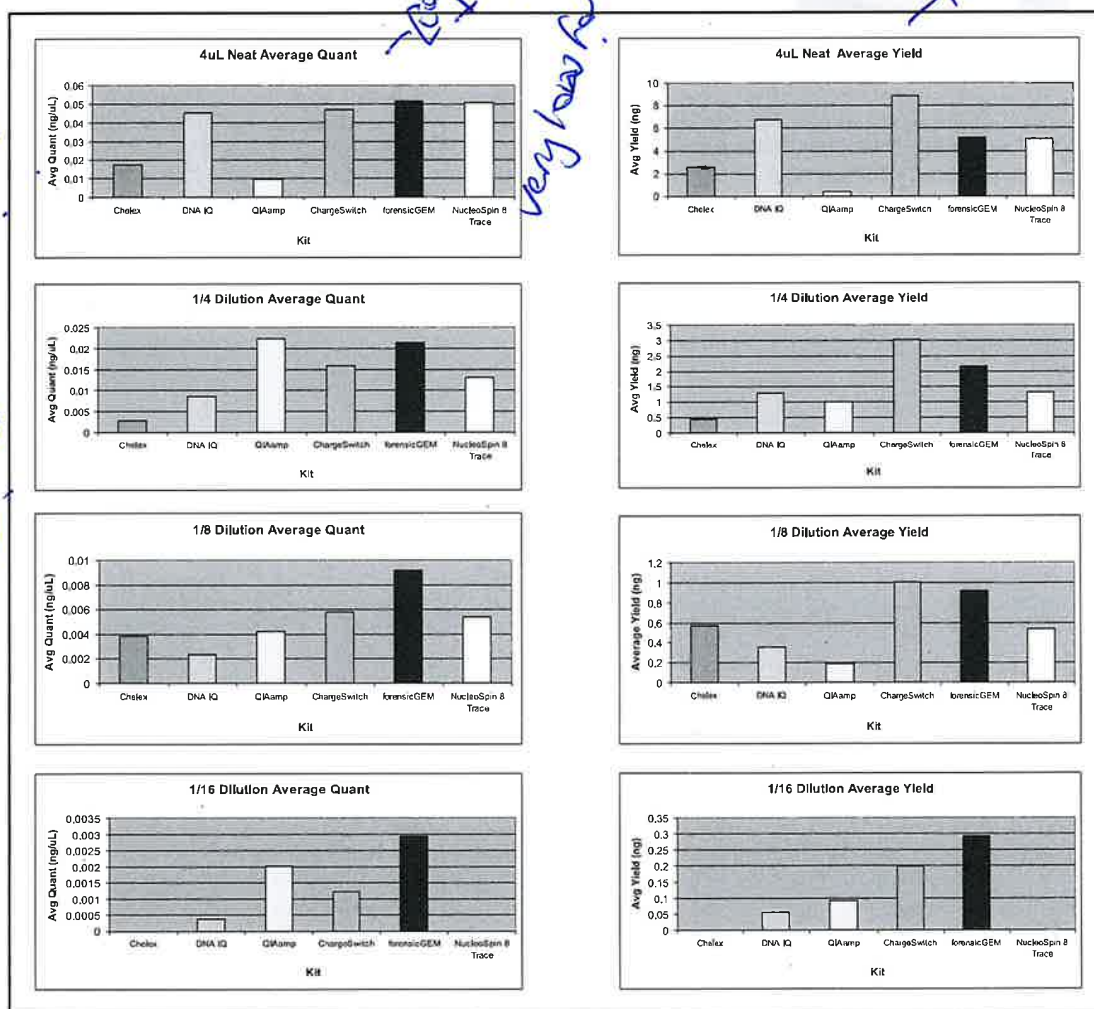 very
4uL Neat Average Quant
Avg Quant (ng/uL)
0.06
0.05
0.04
0.03
0.02
0.01
0
Chelex DNA IQ QIAamp ChargeSwitch forensicGEM NucleoSpin 8
Trace
Kit
4uL Neat Average Yield
Avg Yield (ng)
10
8
6
4
2
0
Chelex DNA IQ QIAamp ChargeSwitch forensicGEM NucleoSpin 8
Trace
Kit
1/4 Dilution Average Quant
Avg Quant (ng/uL)
0.025
0.02
0.015
0.01
0.005
0
Chelex DNA IQ QIAamp ChargeSwitch forensicGEM NucleoSpin 8
Trace
Kit
1/4 Dilution Average Yield
Avg Yield (ng)
3.5
3
2.5
2
1.5
1
0.5
0
Chelex DNA IQ QIAamp ChargeSwitch forensicGEM NucleoSpin 8
Trace
Kit
1/8 Dilution Average Quant
Avg Quant (ng/uL)
0.01
0.008
0.006
0.004
0.002
0
Chelex DNA IQ QIAamp ChargeSwitch forensicGEM NucleoSpin 8
Trace
Kit
1/8 Dilution Average Yield
Average Yield (ng)
1.2
1
0.8
0.6
0.4
0.2
0
Chelex DNA IQ QIAamp ChargeSwitch forensicGEM NucleoSpin 8
Trace
Kit
1/16 Dilution Average Quant
Avg Quant (ng/uL)
0.0035
0.003
0.0025
0.002
0.0015
0.001
0.0005
0
Chelex DNA IQ QIAamp ChargeSwitch forensicGEM NucleoSpin 8
Trace
Kit
1/16 Dilution Average Yield
Avg Yield (ng)
0.35
0.3
0.25
0.2
0.15
0.1
0.05
0
Chelex DNA IQ QIAamp ChargeSwitch forensicGEM NucleoSpin 8
Trace
Kit